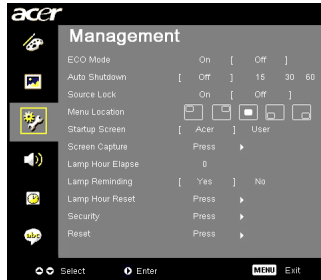 acer
Management
ECO Mode On [ Off ]
Auto Shutdown [ Off ] 15 30 60
Source Lock On [ Off ]
Menu Location
Startup Screen [ Acer ] User
Screen Capture Press
Lamp Hour Elapse 0
Lamp Reminding [ Yes ] No
Lamp Hour Reset Press
Security Press
Reset Press
abc
Select Enter MENU Exit